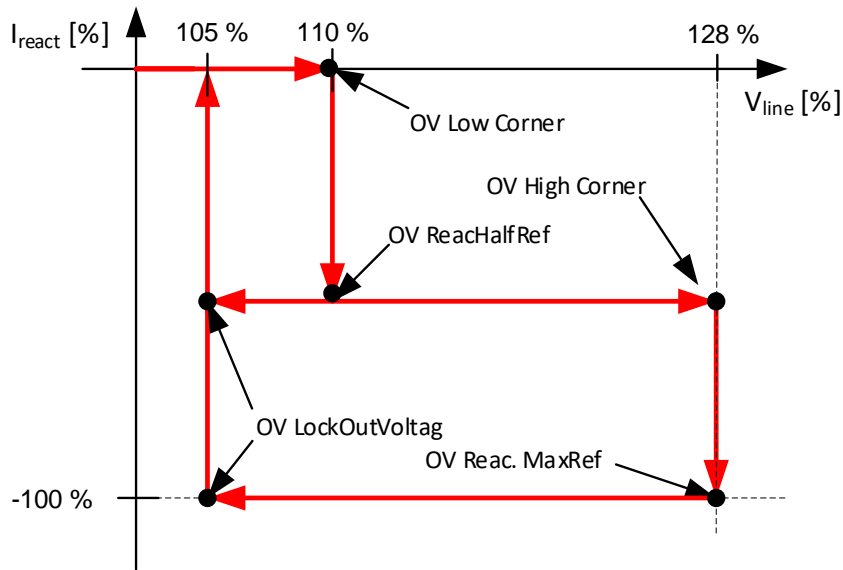 I_react [%]
105 %
110 %
128 %
V_line [%]
OV Low Corner
OV High Corner
OV ReacHalfRef
OV LockOutVoltag
OV Reac. MaxRef
-100 %